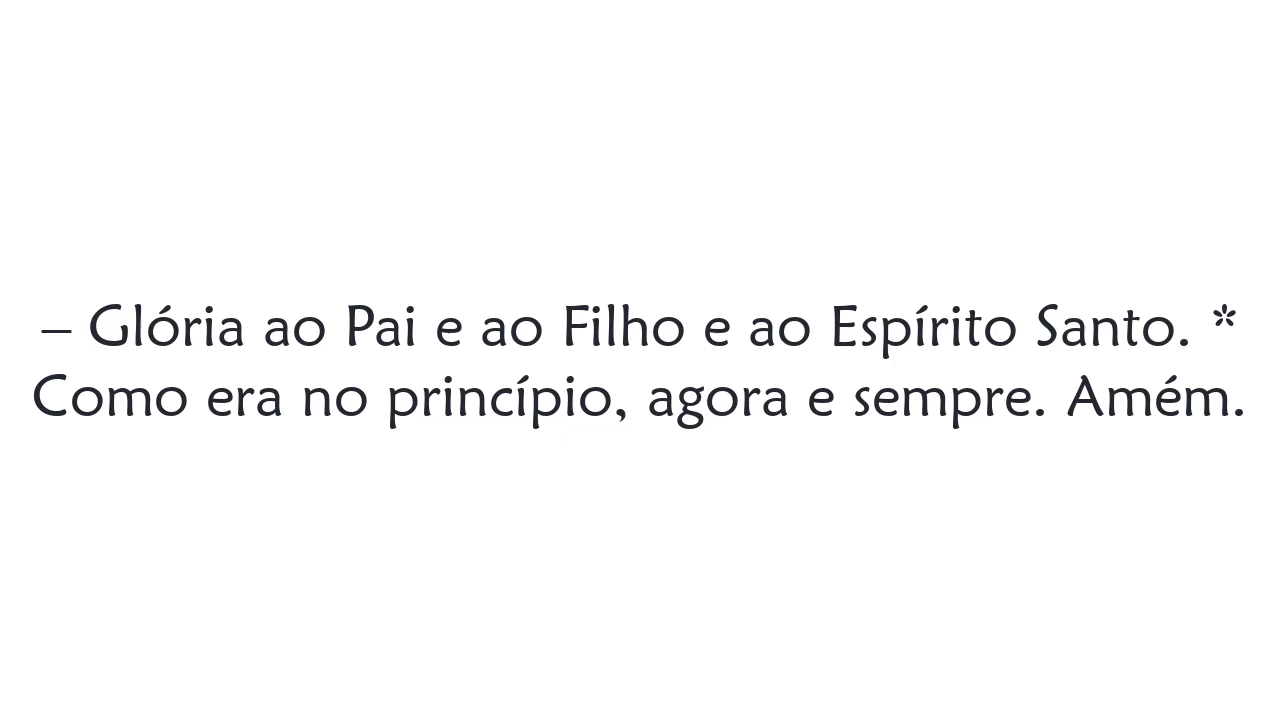 – Glória ao Pai e ao Filho e ao Espírito Santo. *
Como era no princípio, agora e sempre. Amém.